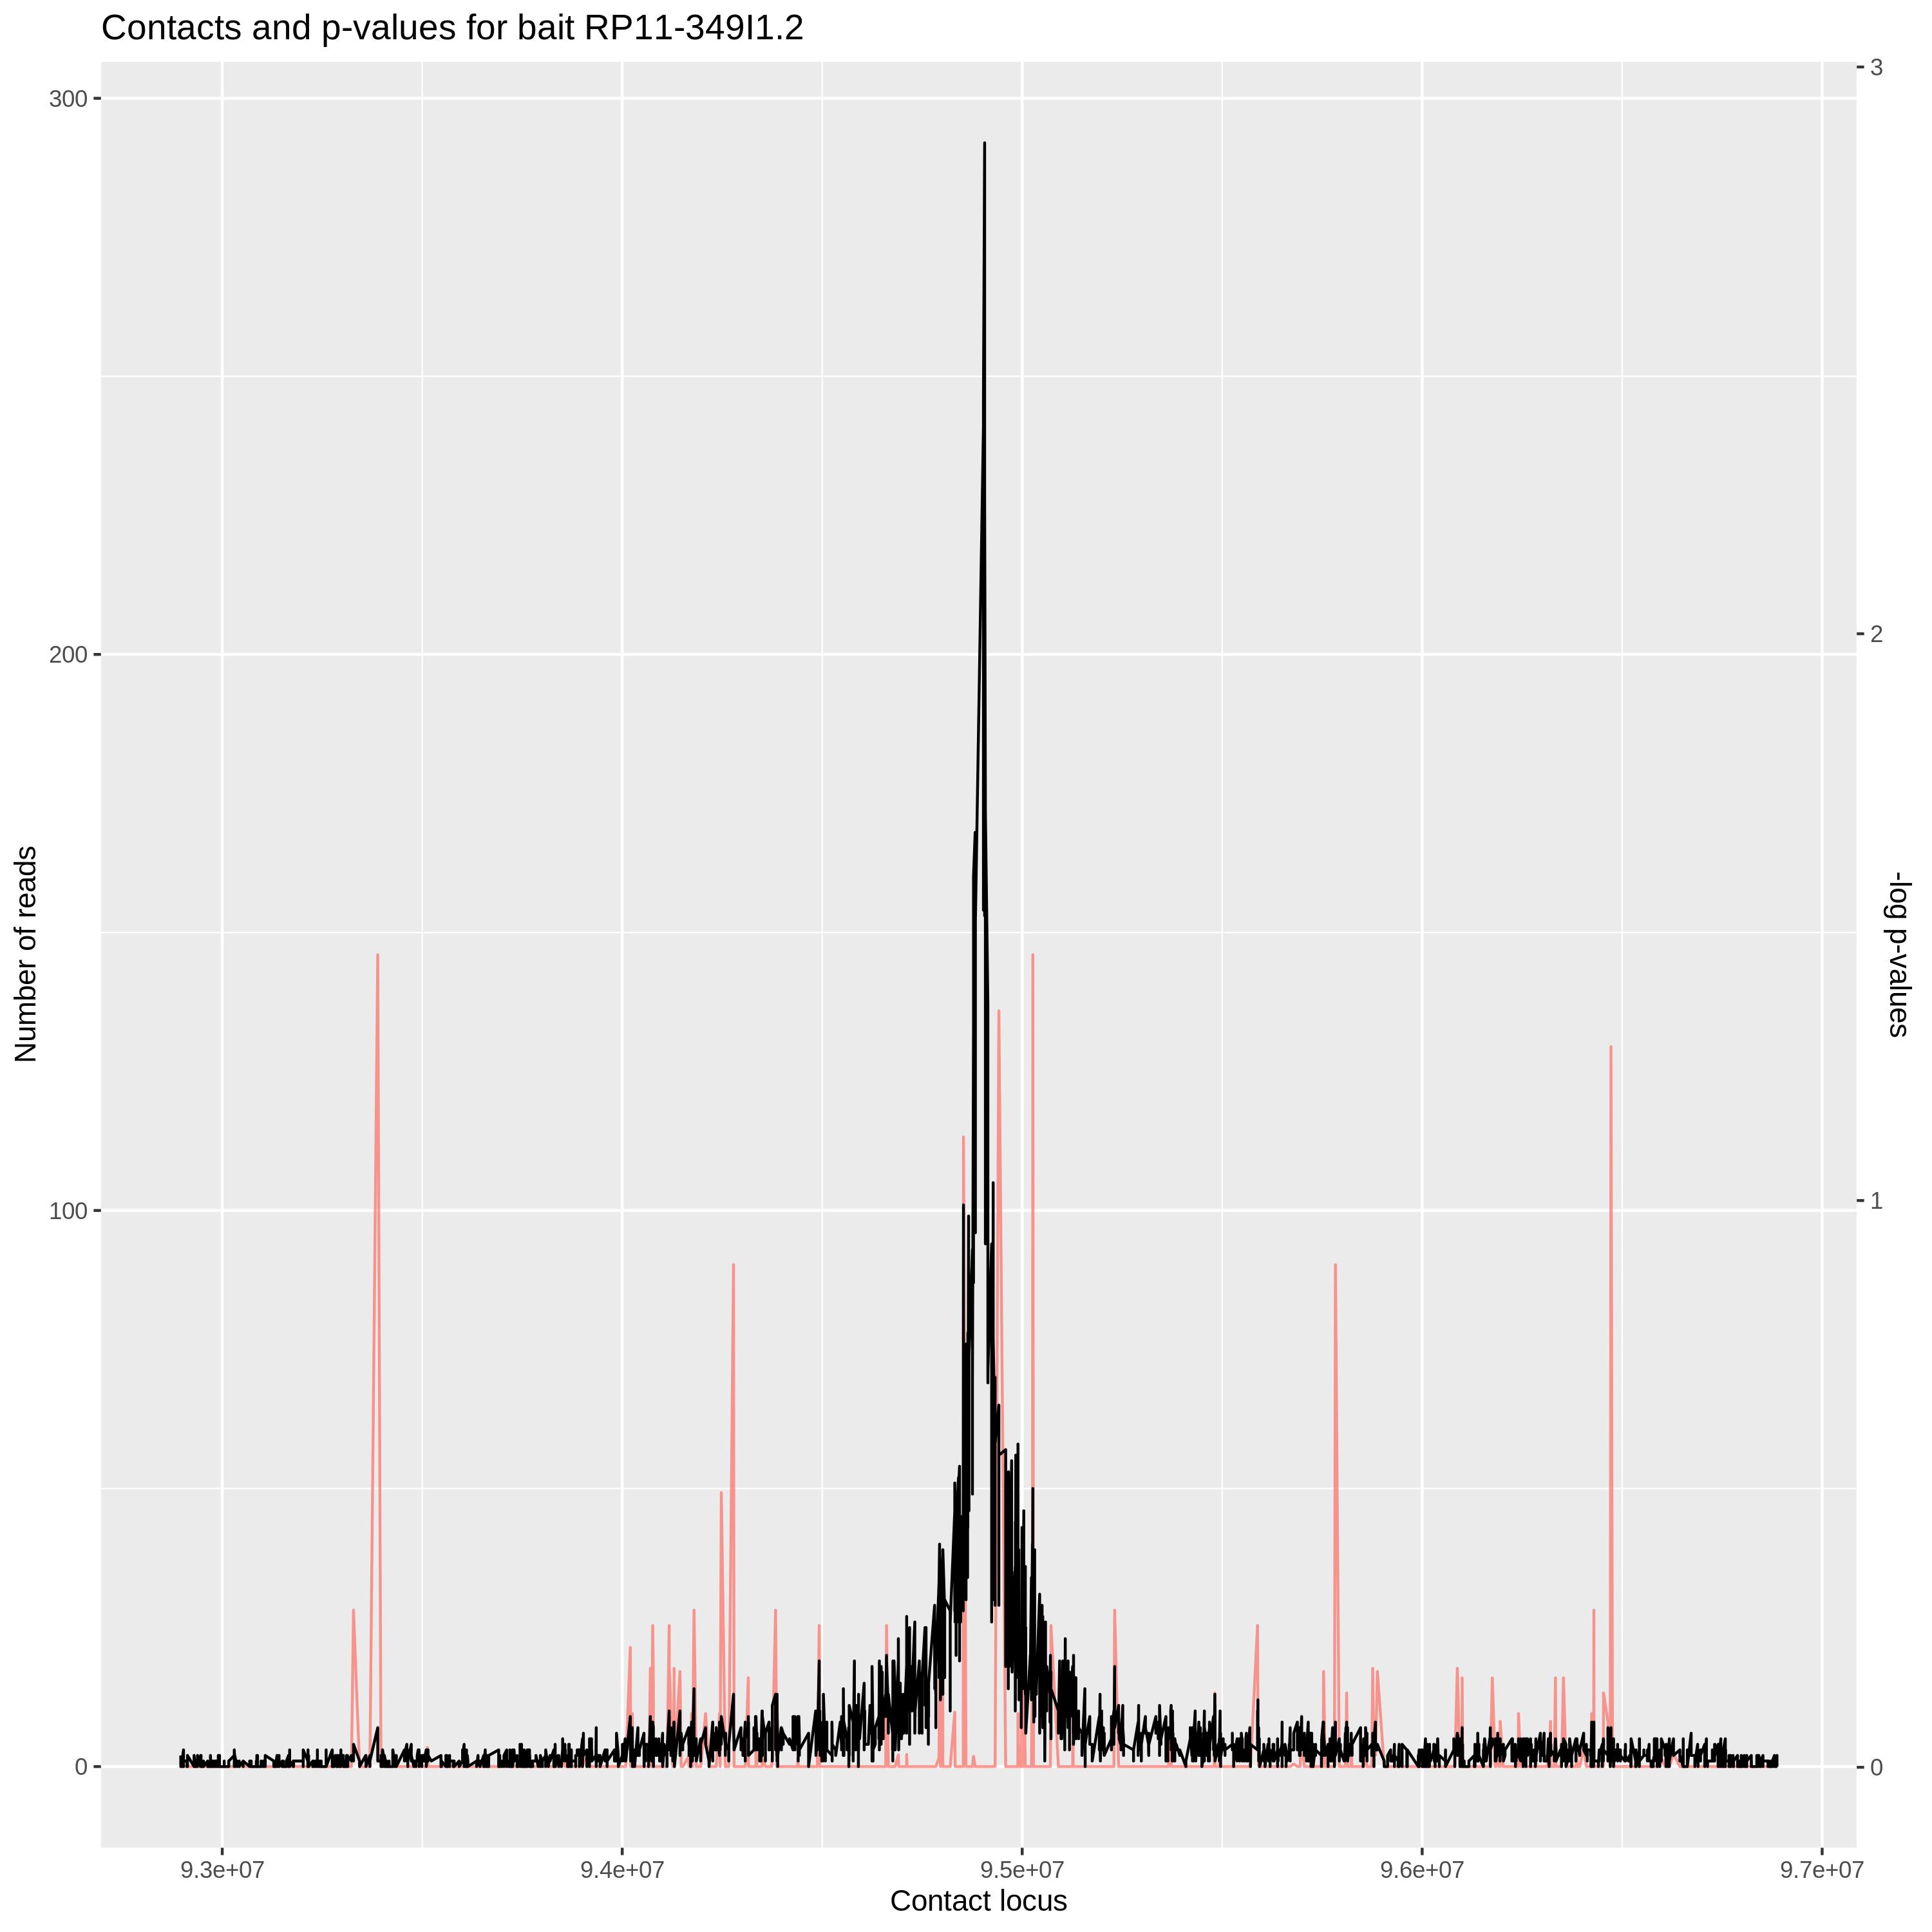 Contacts and p-values for bait RP11-349I1.2
300
200
100
0
3
2
1
0
Number of reads
-log p-values
9.3e+07
9.4e+07
9.5e+07
9.6e+07
9.7e+07
Contact locus